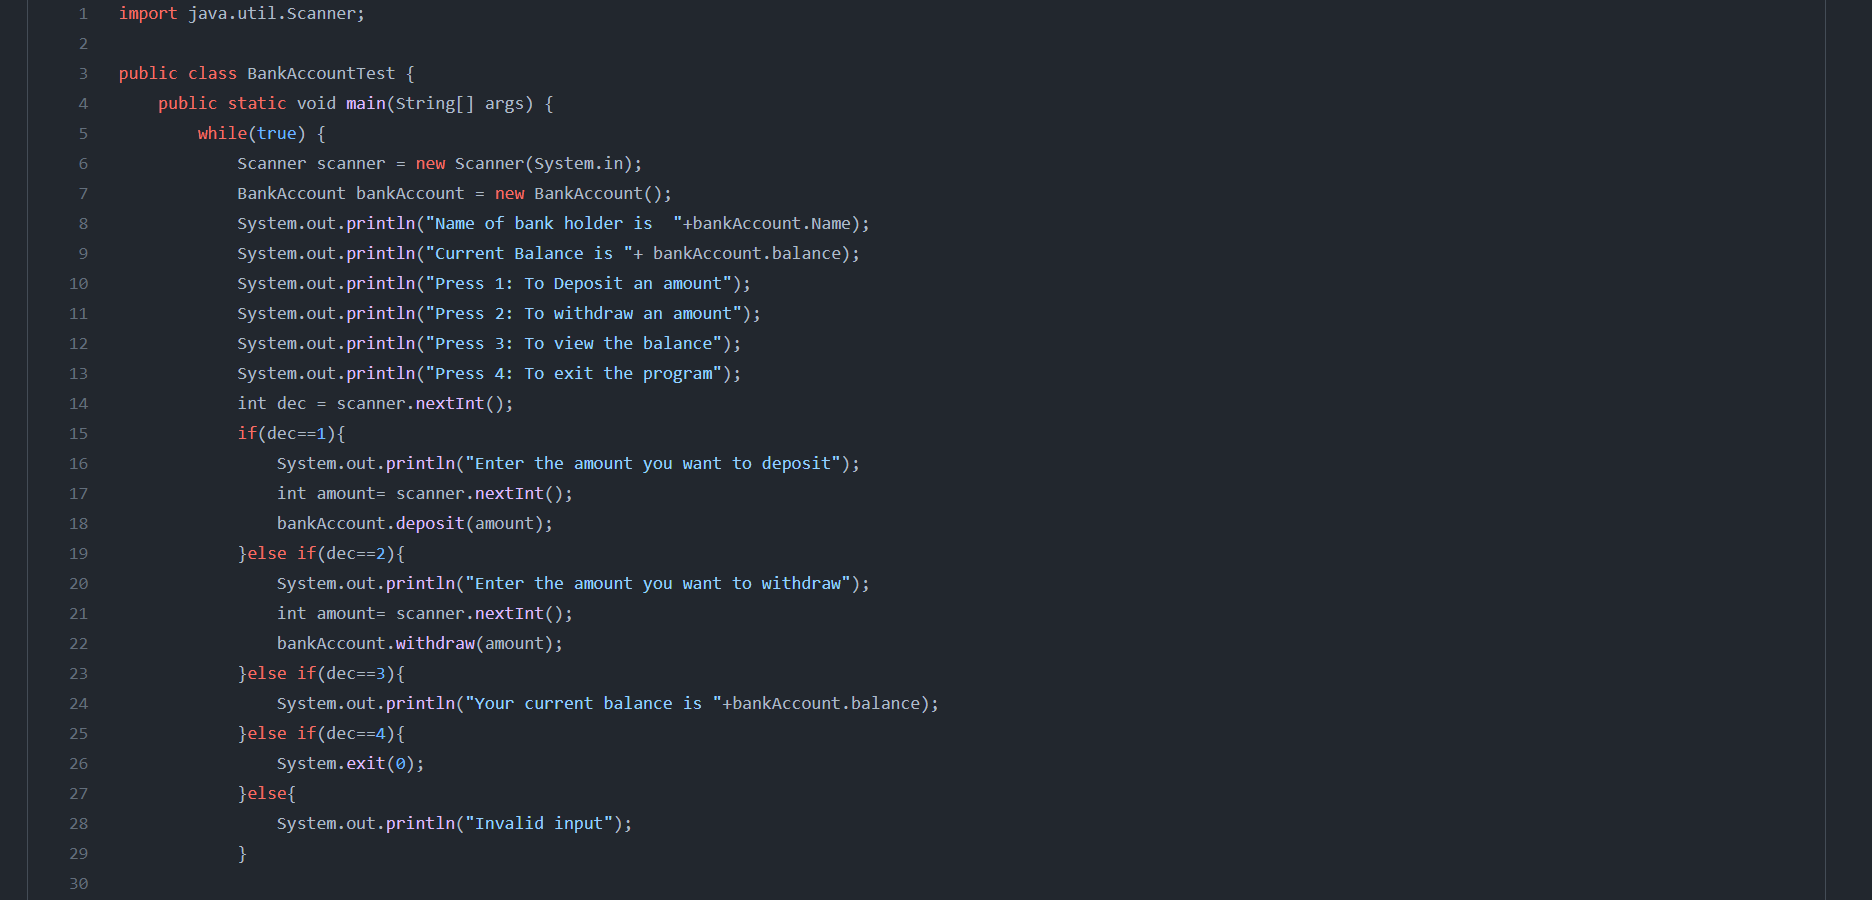 1 import java.util.Scanner;
2
3 public class BankAccountTest {
4     public static void main(String[] args) {
5         while(true) {
6             Scanner scanner = new Scanner(System.in);
7             BankAccount bankAccount = new BankAccount();
8             System.out.println("Name of bank holder is  "+bankAccount.Name);
9             System.out.println("Current Balance is "+ bankAccount.balance);
10             System.out.println("Press 1: To Deposit an amount");
11             System.out.println("Press 2: To withdraw an amount");
12             System.out.println("Press 3: To view the balance");
13             System.out.println("Press 4: To exit the program");
14             int dec = scanner.nextInt();
15             if(dec==1){
16                 System.out.println("Enter the amount you want to deposit");
17                 int amount= scanner.nextInt();
18                 bankAccount.deposit(amount);
19             }else if(dec==2){
20                 System.out.println("Enter the amount you want to withdraw");
21                 int amount= scanner.nextInt();
22                 bankAccount.withdraw(amount);
23             }else if(dec==3){
24                 System.out.println("Your current balance is "+bankAccount.balance);
25             }else if(dec==4){
26                 System.exit(0);
27             }else{
28                 System.out.println("Invalid input");
29             }
30